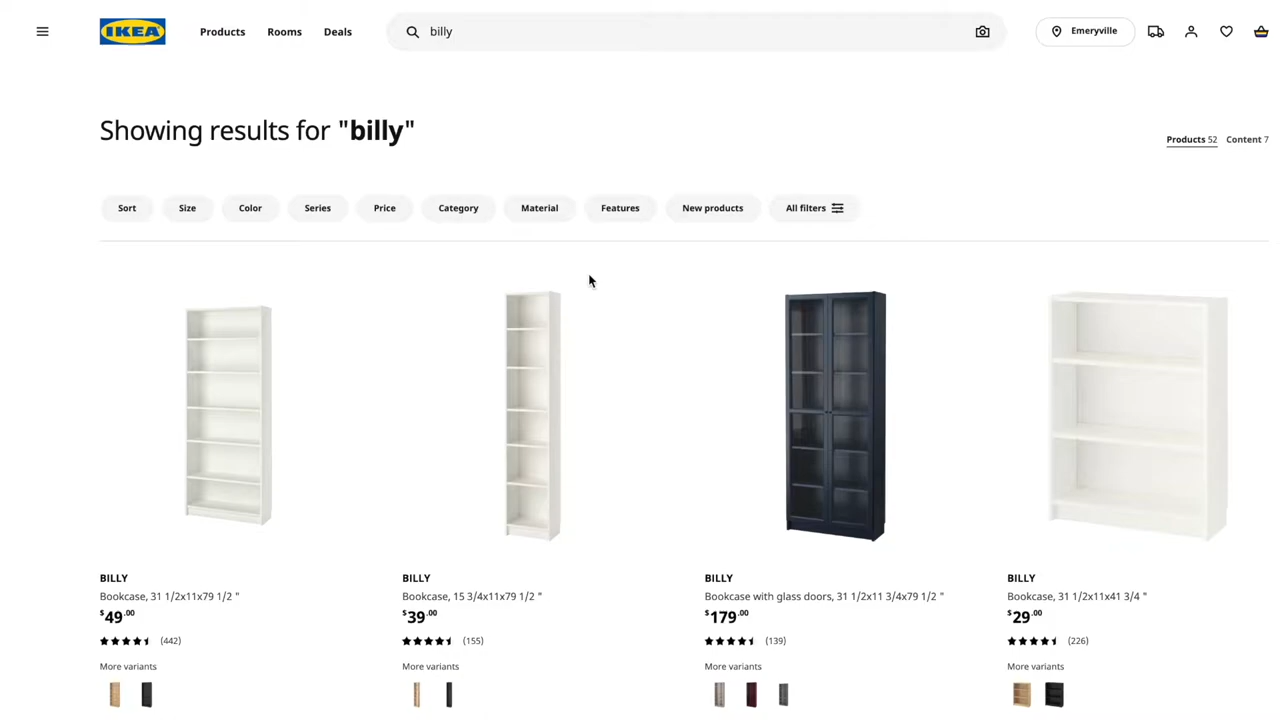 IKEA
Products Rooms Deals
billy
Emeryville
Showing results for "billy"
Products 52 Content 7
Sort Size Color Series Price Category Material Features New products All filters
BILLY
Bookcase, 31 1/2x11x79 1/2 "
$49.00
(442)
More variants
BILLY
Bookcase, 15 3/4x11x79 1/2 "
$39.00
(155)
More variants
BILLY
Bookcase with glass doors, 31 1/2x11 3/4x79 1/2 "
$179.00
(139)
More variants
BILLY
Bookcase, 31 1/2x11x41 3/4 "
$29.00
(226)
More variants